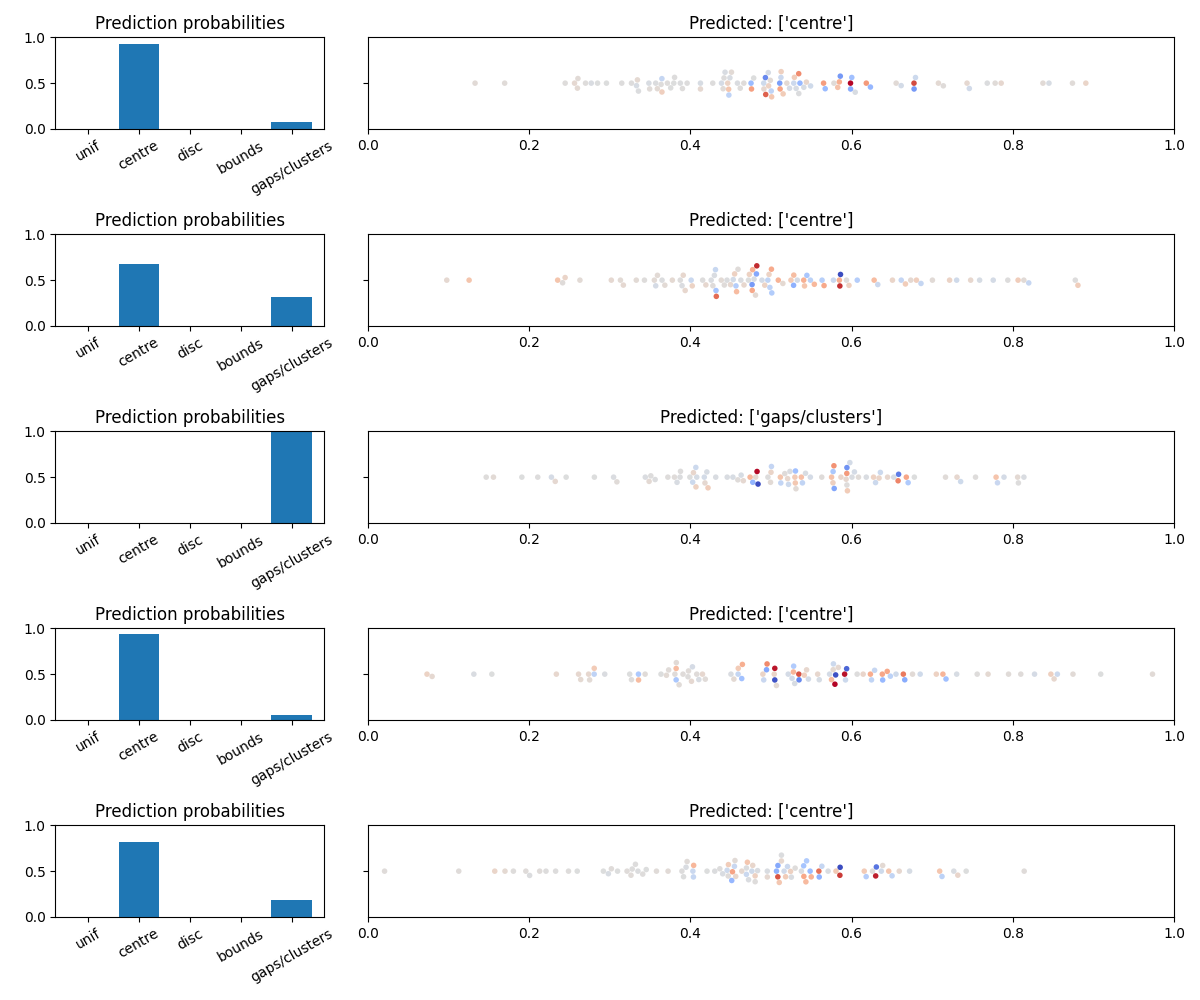 Prediction probabilities
Predicted: ['centre']
1.0
0.5
0.0
unif
centre
disc
bounds
gaps/clusters
0.0 0.2 0.4 0.6 0.8 1.0
Prediction probabilities
Predicted: ['centre']
1.0
0.5
0.0
unif
centre
disc
bounds
gaps/clusters
0.0 0.2 0.4 0.6 0.8 1.0
Prediction probabilities
Predicted: ['gaps/clusters']
1.0
0.5
0.0
unif
centre
disc
bounds
gaps/clusters
0.0 0.2 0.4 0.6 0.8 1.0
Prediction probabilities
Predicted: ['centre']
1.0
0.5
0.0
unif
centre
disc
bounds
gaps/clusters
0.0 0.2 0.4 0.6 0.8 1.0
Prediction probabilities
Predicted: ['centre']
1.0
0.5
0.0
unif
centre
disc
bounds
gaps/clusters
0.0 0.2 0.4 0.6 0.8 1.0